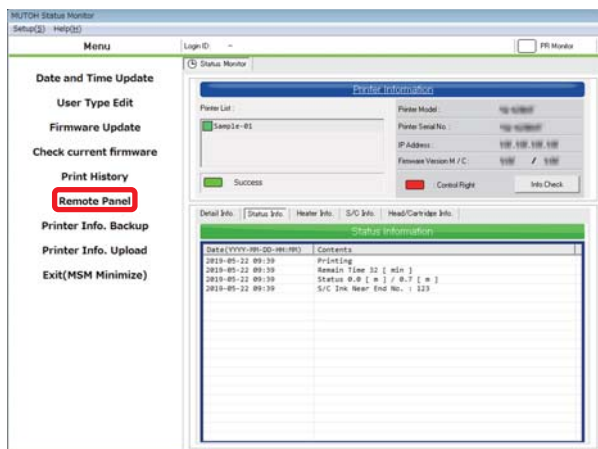 MUTOH Status Monitor
Setup(S) Help(H)
Menu
Login ID: -
PR Monitor
Status Monitor
Date and Time Update
User Type Edit
Firmware Update
Check current firmware
Print History
Remote Panel
Printer Info. Backup
Printer Info. Upload
Exit(MSM Minimize)
Printer Information
Printer List :
Sample-01
Success
Printer Model :
Printer Serial No. :
IP Address :
Firmware Version M / C : /
Control Right
Info Check
Detail Info. Status Info. Heater Info. S/C Info. Head/Cartridge Info.
Status Information
Date(YYYY-MM-DD-HH:MM) Contents
2019-05-22 09:39 Printing
2019-05-22 09:39 Remain Time 32 [ min ]
2019-05-22 09:39 Status 0.0 [ m ] / 0.7 [ m ]
2019-05-22 09:39 S/C Ink Near End No. : 123